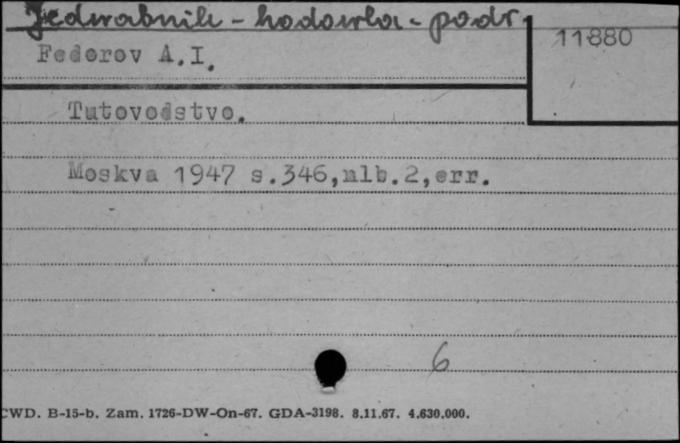 Jedwabnik - hodowla - podr.
11880
Fedorov A.I.
Tutovodstvo.
Moskva 1947 s.346,nlb.2,err.
6
CWD. B-15-b. Zam. 1726-DW-On-67. GDA-3198. 8.11.67. 4.630.000.